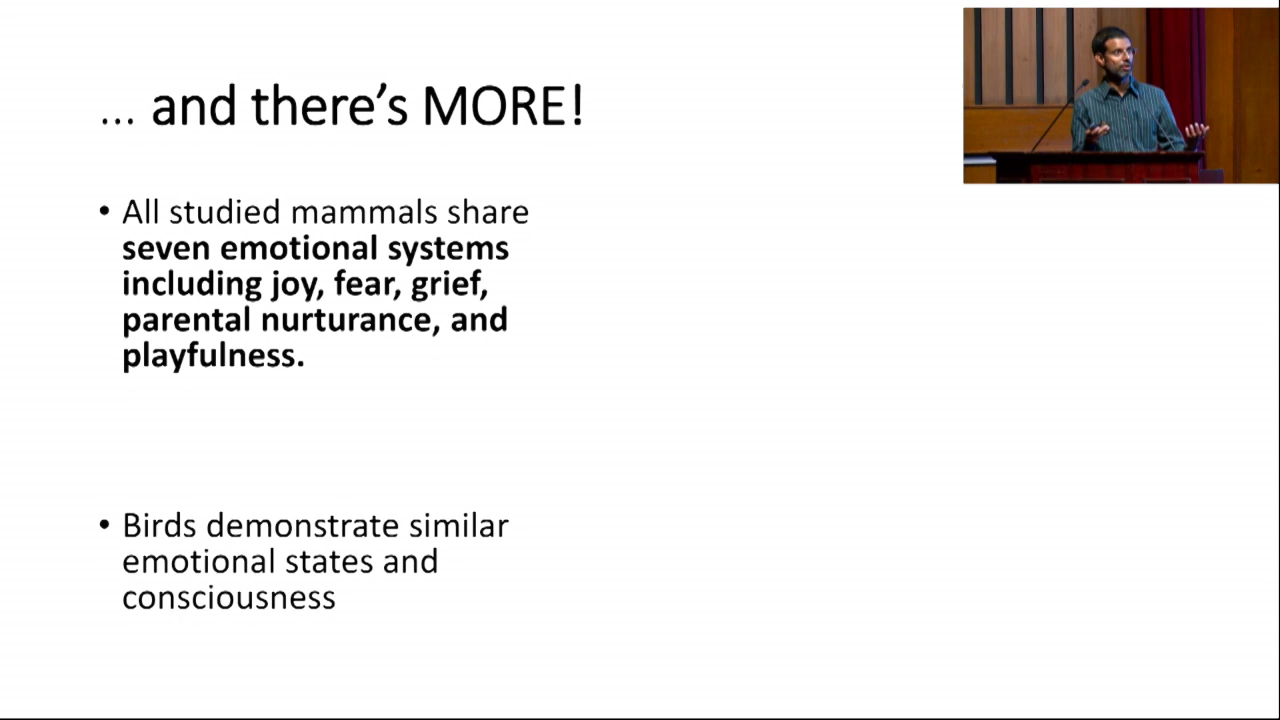 … and there’s MORE!
• All studied mammals share
seven emotional systems
including joy, fear, grief,
parental nurturance, and
playfulness.
• Birds demonstrate similar
emotional states and
consciousness